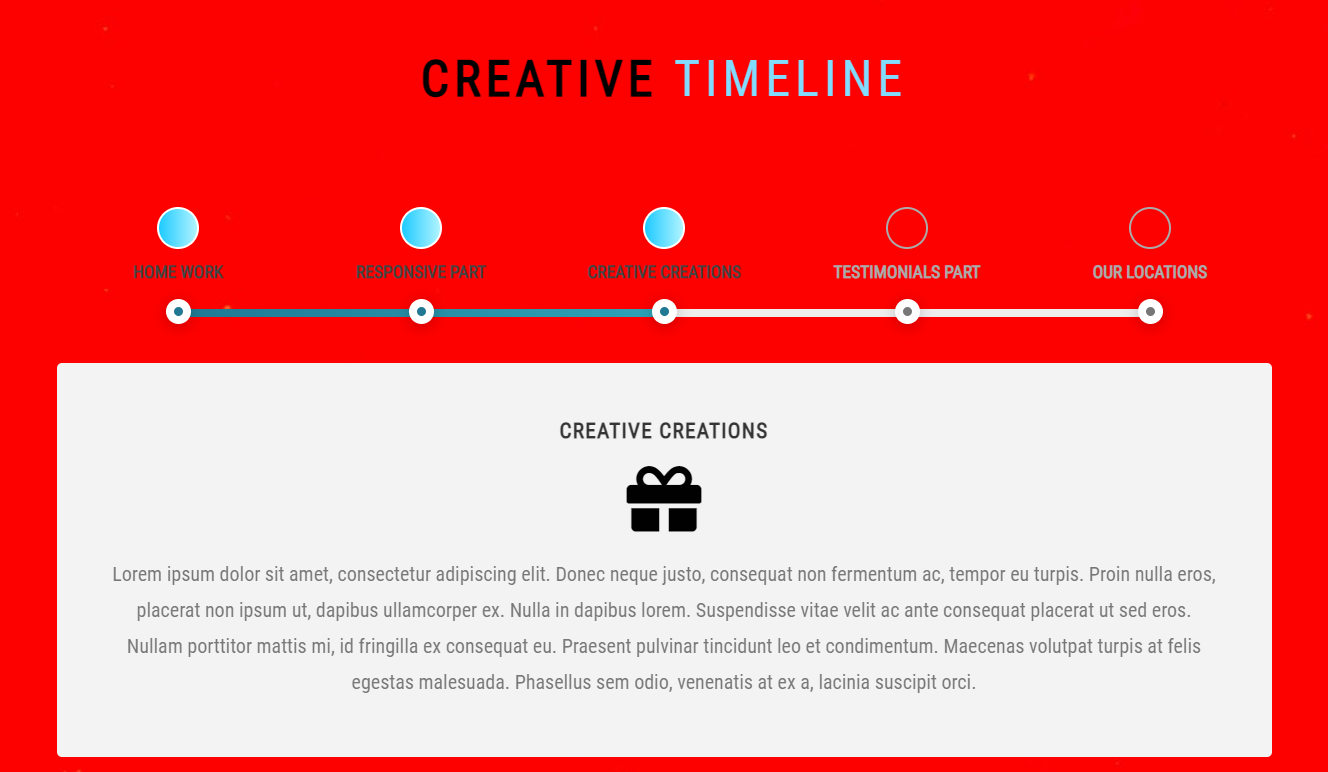 CREATIVE TIMELINE
HOME WORK
RESPONSIVE PART
CREATIVE CREATIONS
TESTIMONIALS PART
OUR LOCATIONS
CREATIVE CREATIONS
Lorem ipsum dolor sit amet, consectetur adipiscing elit. Donec neque justo, consequat non fermentum ac, tempor eu turpis. Proin nulla eros,
placerat non ipsum ut, dapibus ullamcorper ex. Nulla in dapibus lorem. Suspendisse vitae velit ac ante consequat placerat ut sed eros.
Nullam porttitor mattis mi, id fringilla ex consequat eu. Praesent pulvinar tincidunt leo et condimentum. Maecenas volutpat turpis at felis
egestas malesuada. Phasellus sem odio, venenatis at ex a, lacinia suscipit orci.